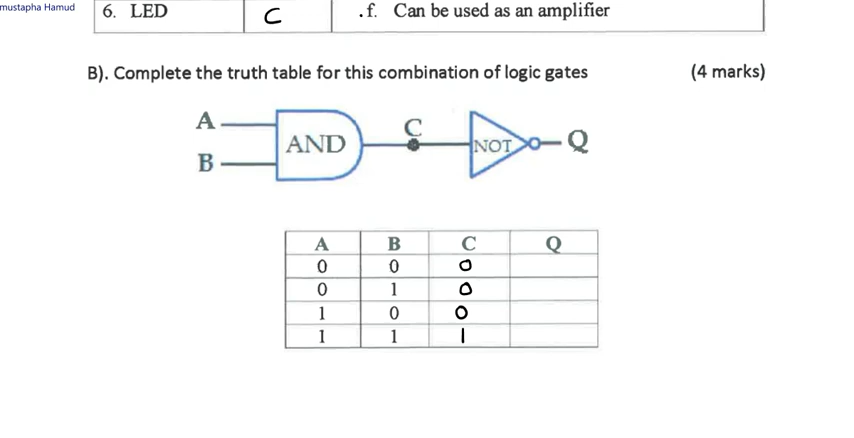 mustapha Hamud
6. LED C .f. Can be used as an amplifier
B). Complete the truth table for this combination of logic gates (4 marks)
A
B
AND
C
NOT
Q
A B C Q
0 0 0
0 1 0
1 0 0
1 1 1